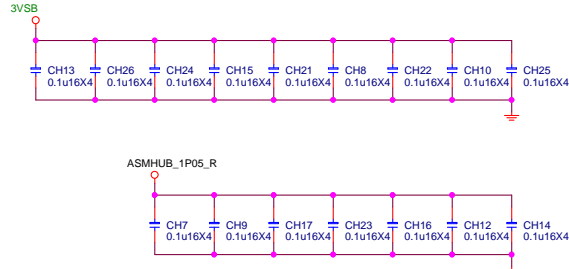 3VSB
CH13 CH26 CH24 CH15 CH21 CH8 CH22 CH10 CH25
0.1u16X4 0.1u16X4 0.1u16X4 0.1u16X4 0.1u16X4 0.1u16X4 0.1u16X4 0.1u16X4 0.1u16X4
ASMHUB_1P05_R
CH7 CH9 CH17 CH23 CH16 CH12 CH14
0.1u16X4 0.1u16X4 0.1u16X4 0.1u16X4 0.1u16X4 0.1u16X4 0.1u16X4